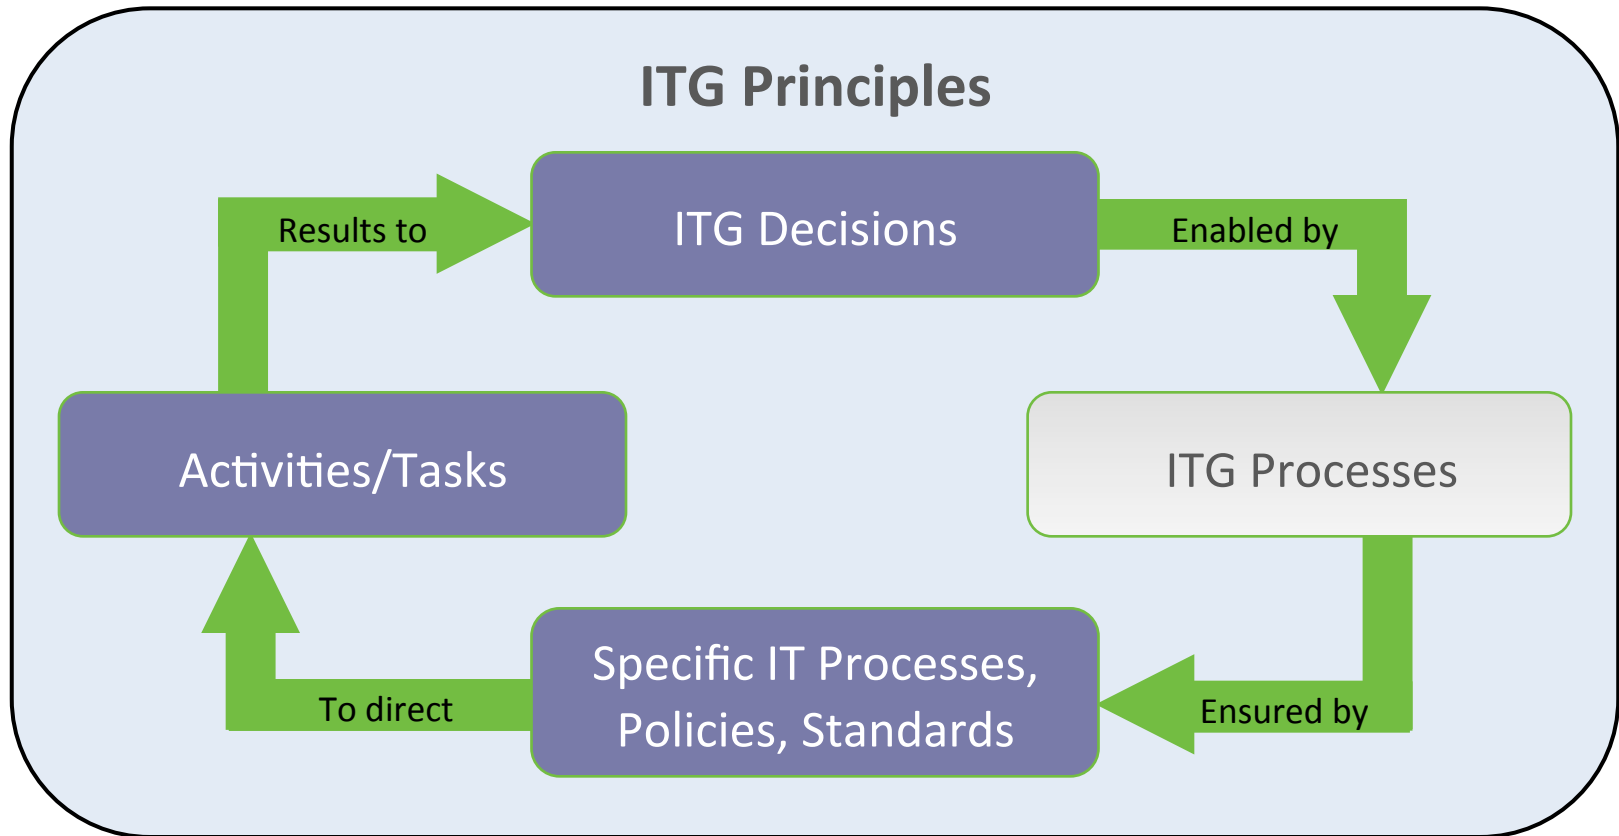 ITG Principles
ITG Decisions
Results to
Enabled by
Activities/Tasks
ITG Processes
Specific IT Processes,
Policies, Standards
To direct
Ensured by